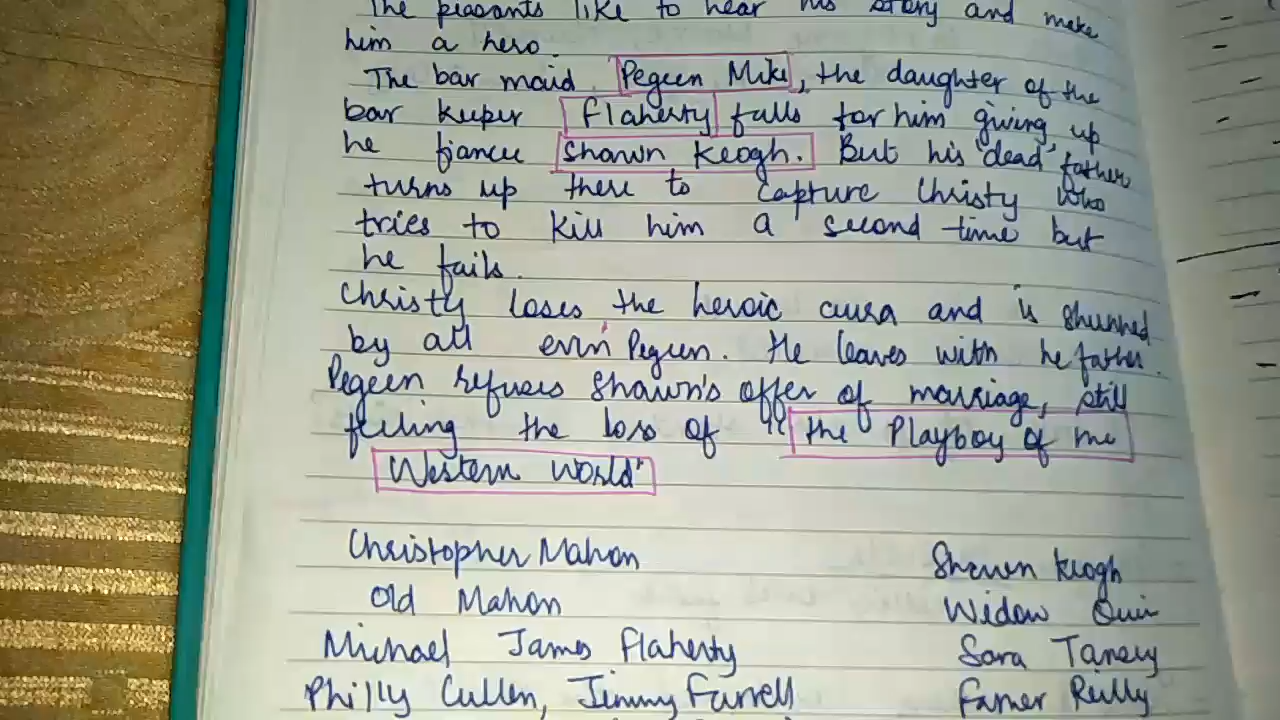 The peasants like to hear his story and make
him a hero.
The bar maid Pegeen Mike, the daughter of the
bar keeper Flaherty falls for him giving up
he fiance Shawn Keogh. But his 'dead' father
turns up there to capture Christy who
tries to kill him a second time but
he fails.
Christy loses the heroic aura and is shunned
by all even Pegeen. He leaves with he father.
Pegeen refuses Shawn's offer of marriage, still
feeling the loss of "the Playboy of the
Western World"
Christopher Mahon Shawn Keogh
Old Mahon Widow Quin
Michael James Flaherty Sara Tansey
Philly Cullen, Jimmy Farrell Farher Reilly